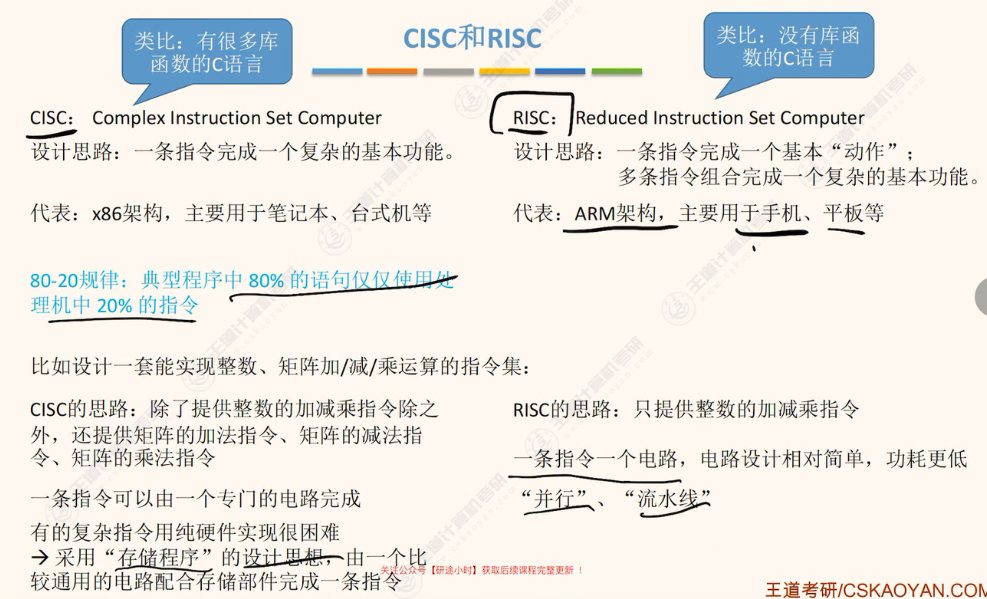 类比：有很多库
函数的C语言
CISC和RISC
类比：没有库函
数的C语言
CISC： Complex Instruction Set Computer
设计思路：一条指令完成一个复杂的基本功能。
代表：x86架构，主要用于笔记本、台式机等
RISC： Reduced Instruction Set Computer
设计思路：一条指令完成一个基本“动作”；
多条指令组合完成一个复杂的基本功能。
代表：ARM架构，主要用于手机、平板等
80-20规律：典型程序中 80% 的语句仅仅使用处
理机中 20% 的指令
比如设计一套能实现整数、矩阵加/减/乘运算的指令集：
CISC的思路：除了提供整数的加减乘指令除之
外，还提供矩阵的加法指令、矩阵的减法指
令、矩阵的乘法指令
一条指令可以由一个专门的电路完成
有的复杂指令用纯硬件实现很困难
→ 采用“存储程序”的设计思想，由一个比
较通用的电路配合存储部件完成一条指令
RISC的思路：只提供整数的加减乘指令
一条指令一个电路，电路设计相对简单，功耗更低
“并行”、“流水线”
关注公众号【研途小时】获取后续课程完整更新 ！
王道考研/CSKAOYAN.COM